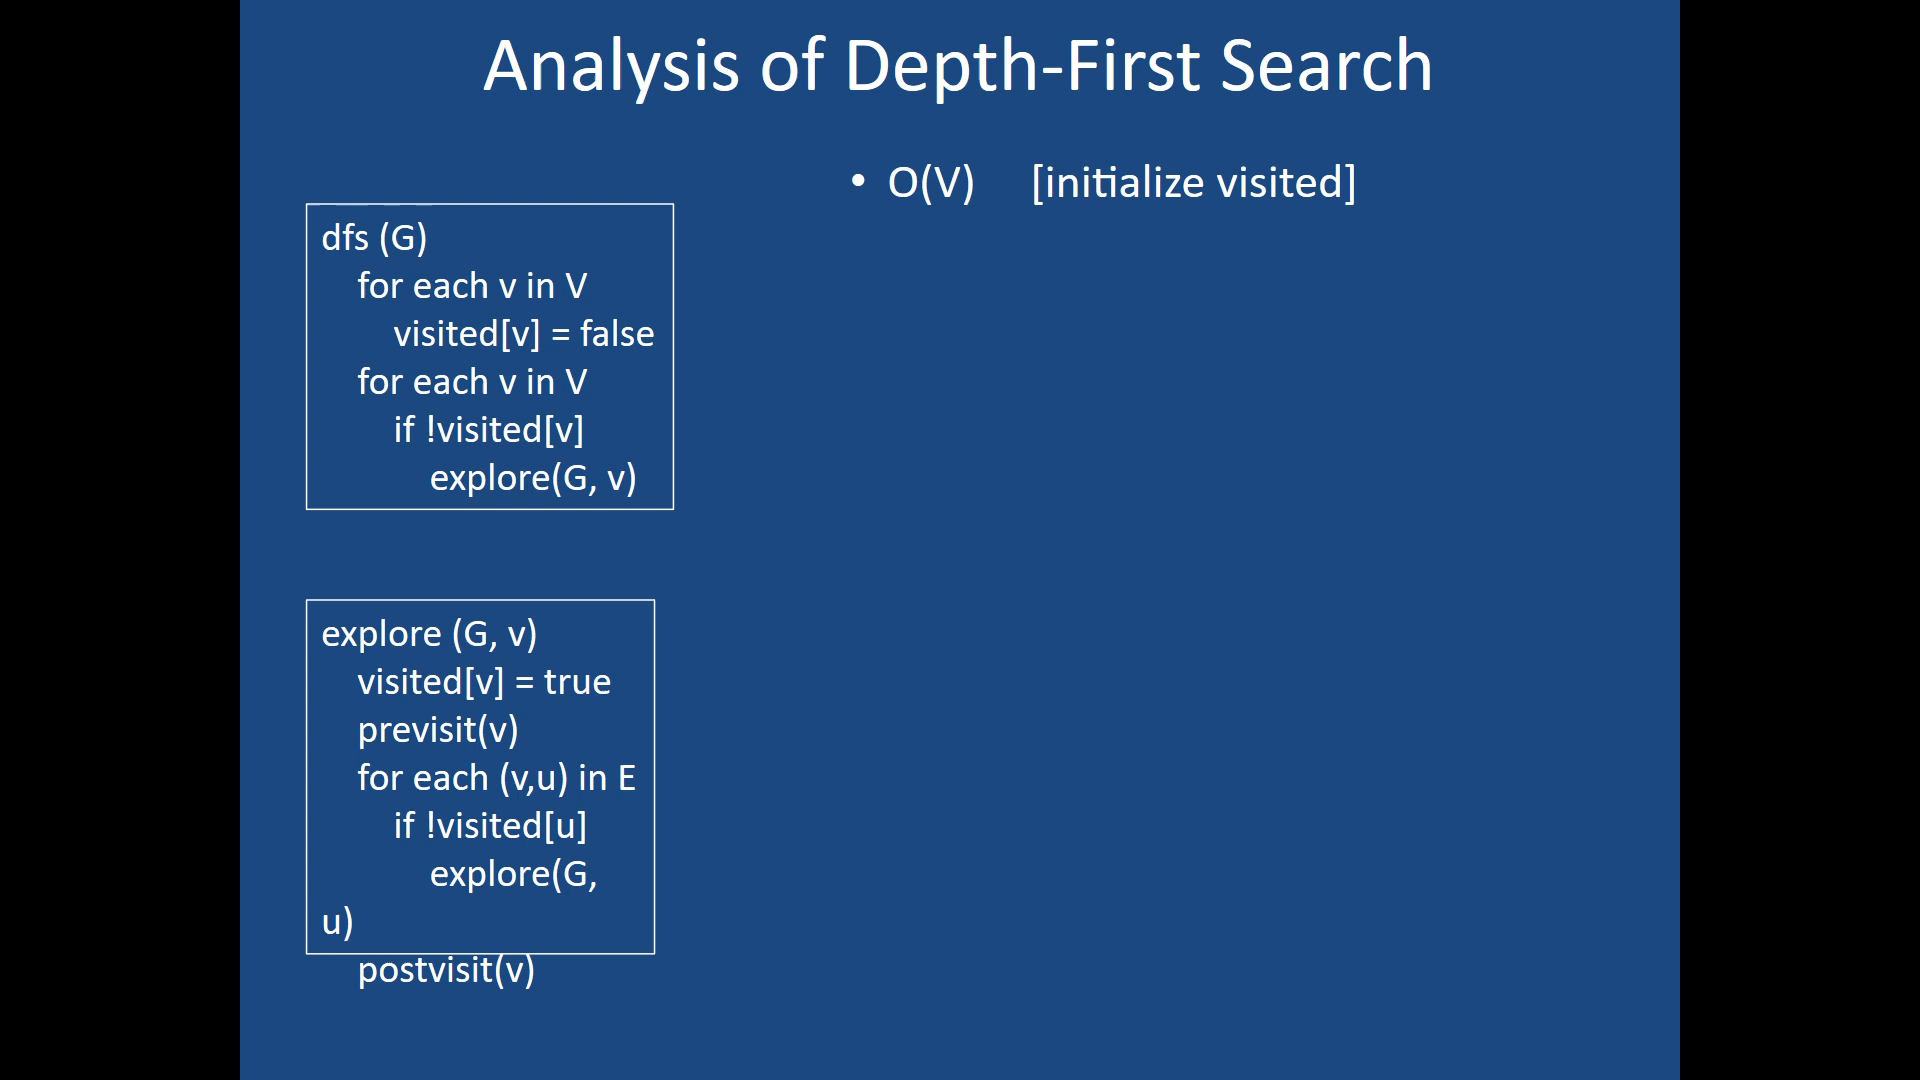 Analysis of Depth-First Search
• O(V) [initialize visited]
dfs (G)
for each v in V
visited[v] = false
for each v in V
if !visited[v]
explore(G, v)
explore (G, v)
visited[v] = true
previsit(v)
for each (v,u) in E
if !visited[u]
explore(G,
u)
postvisit(v)